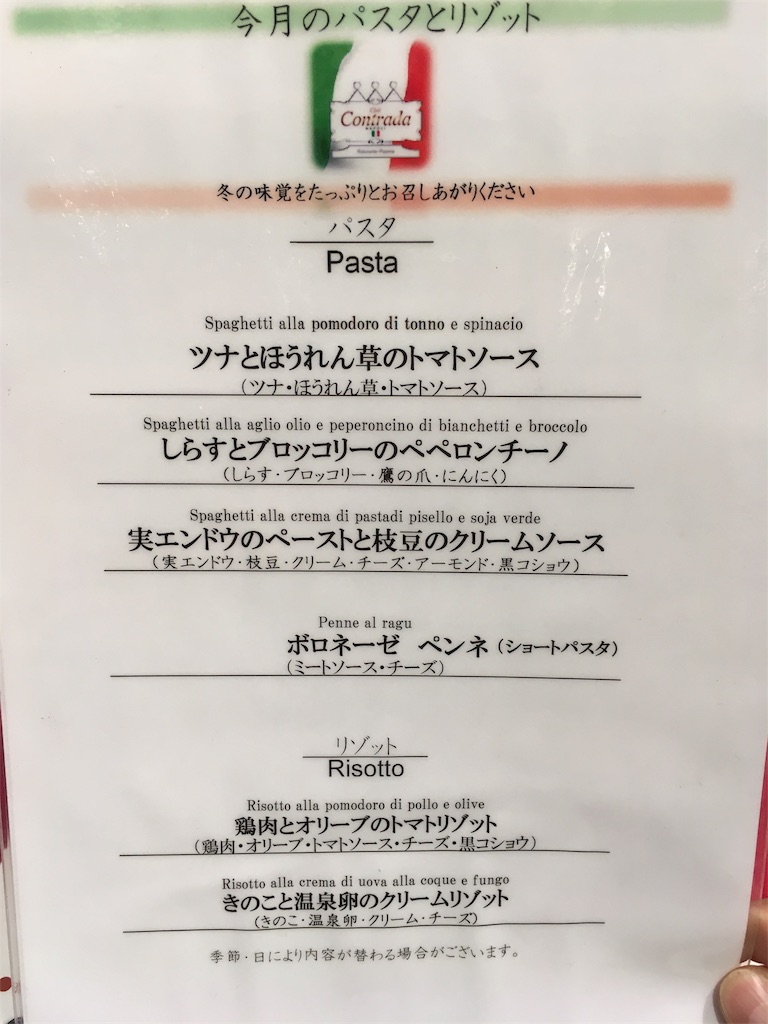 今月のパスタとリゾット
Contrada
冬の味覚をたっぷりとお召しあがりください
パスタ
Pasta
Spaghetti alla pomodoro di tonno e spinacio
ツナとほうれん草のトマトソース
（ツナ・ほうれん草・トマトソース）
Spaghetti alla aglio olio e peperoncino di bianchetti e broccolo
しらすとブロッコリーのペペロンチーノ
（しらす・ブロッコリー・鷹の爪・にんにく）
Spaghetti alla crema di pastadi pisello e soja verde
実エンドウのペーストと枝豆のクリームソース
（実エンドウ・枝豆・クリーム・チーズ・アーモンド・黒コショウ）
Penne al ragu
ボロネーゼ ペンネ（ショートパスタ）
（ミートソース・チーズ）
リゾット
Risotto
Risotto alla pomodoro di pollo e olive
鶏肉とオリーブのトマトリゾット
（鶏肉・オリーブ・トマトソース・チーズ・黒コショウ）
Risotto alla crema di uova alla coque e fungo
きのこと温泉卵のクリームリゾット
（きのこ・温泉卵・クリーム・チーズ）
季節・日により内容が替わる場合がございます。